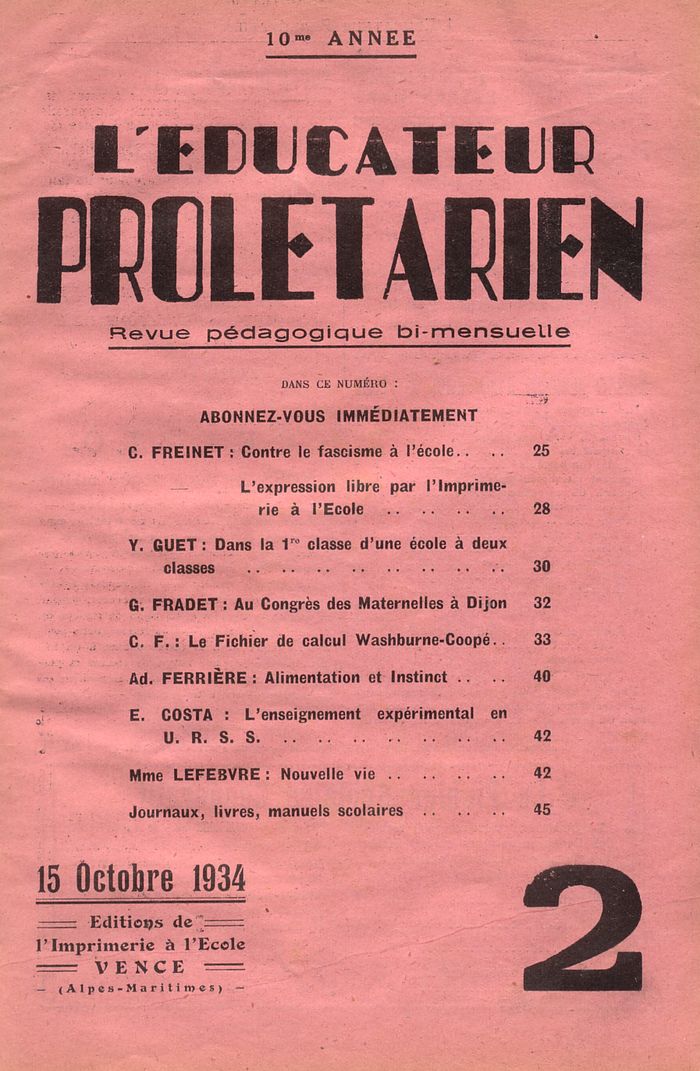 10me ANNEE
L'EDUCATEUR
PROLETARIEN
Revue pédagogique bi-mensuelle
DANS CE NUMÉRO :
ABONNEZ-VOUS IMMÉDIATEMENT
C. FREINET : Contre le fascisme à l'école.. .. 25
— L'expression libre par l'Imprime-
rie à l'Ecole .. .. .. .. 28
Y. GUET : Dans la 1re classe d'une école à deux
classes .. .. .. .. .. .. .. .. 30
G. FRADET : Au Congrès des Maternelles à Dijon 32
C. F. : Le Fichier de calcul Washburne-Coopé.. 33
Ad. FERRIÈRE : Alimentation et Instinct .. .. 40
E. COSTA : L'enseignement expérimental en
U. R. S. S. .. .. .. .. .. .. .. 42
Mme LEFEBVRE : Nouvelle vie .. .. .. .. 42
Journaux, livres, manuels scolaires .. .. .. 45
15 Octobre 1934
Editions de
l'Imprimerie à l'Ecole
VENCE
— (Alpes-Maritimes) —
2